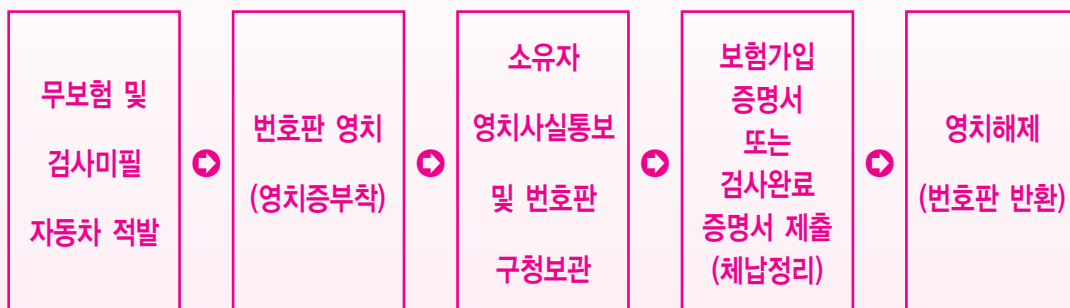 무보험 및
검사미필
자동차 적발
번호판 영치
(영치증부착)
소유자
영치사실통보
및 번호판
구청보관
보험가입
증명서
또는
검사완료
증명서 제출
(체납정리)
영치해제
(번호판 반환)